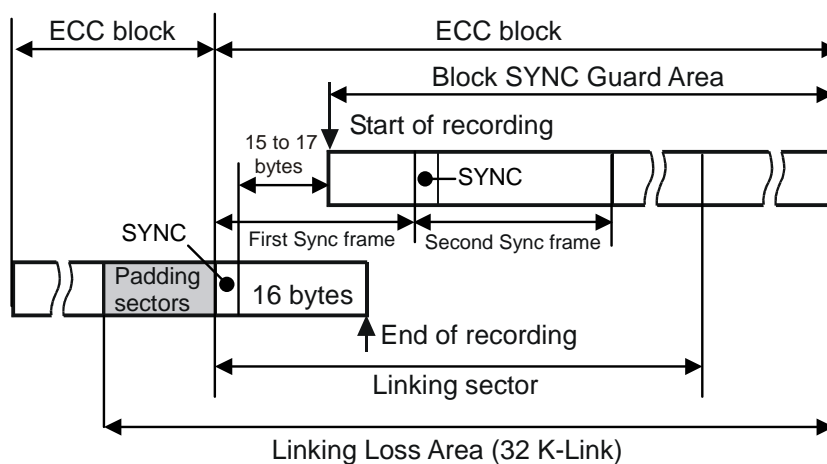 ECC block
ECC block
Block SYNC Guard Area
Start of recording
15 to 17
bytes
SYNC
SYNC
First Sync frame
Second Sync frame
Padding
sectors
16 bytes
End of recording
Linking sector
Linking Loss Area (32 K-Link)